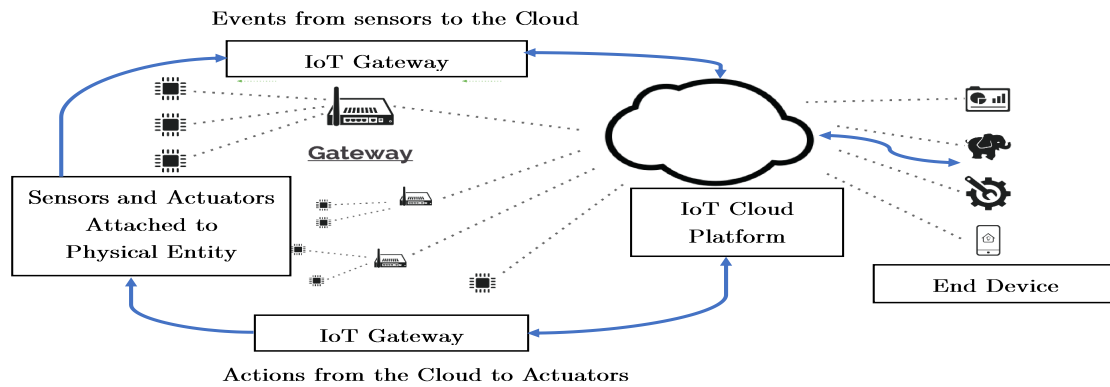 Events from sensors to the Cloud
IoT Gateway
Gateway
Sensors and Actuators
Attached to
Physical Entity
IoT Cloud
Platform
End Device
IoT Gateway
Actions from the Cloud to Actuators